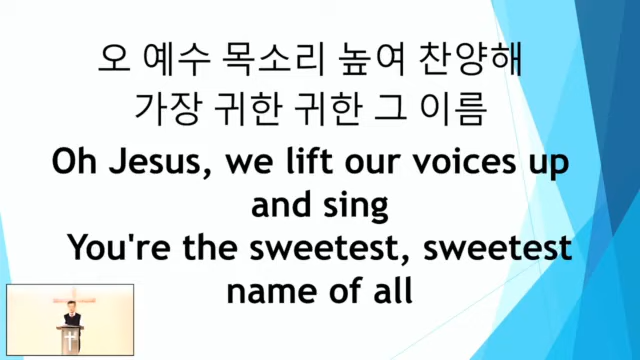 오 예수 목소리 높여 찬양해
가장 귀한 귀한 그 이름
Oh Jesus, we lift our voices up
and sing
You're the sweetest, sweetest
name of all